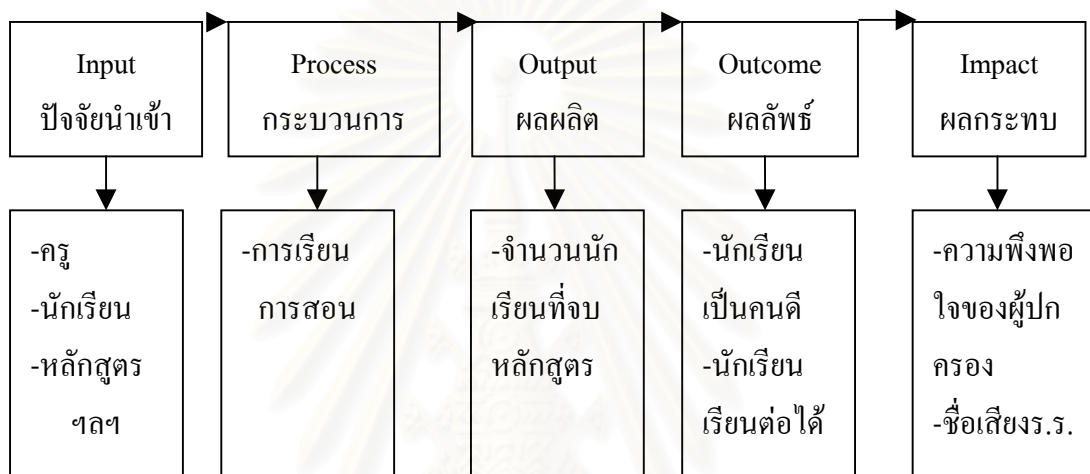 Input
ปัจจัยนำเข้า
Process
กระบวนการ
Output
ผลผลิต
Outcome
ผลลัพธ์
Impact
ผลกระทบ
-ครู
-นักเรียน
-หลักสูตร
ฯลฯ
-การเรียน
การสอน
-จำนวนนัก
เรียนที่จบ
หลักสูตร
-นักเรียน
เป็นคนดี
-นักเรียน
เรียนต่อได้
-ความพึงพอ
ใจของผู้ปก
ครอง
-ชื่อเสียงร.ร.